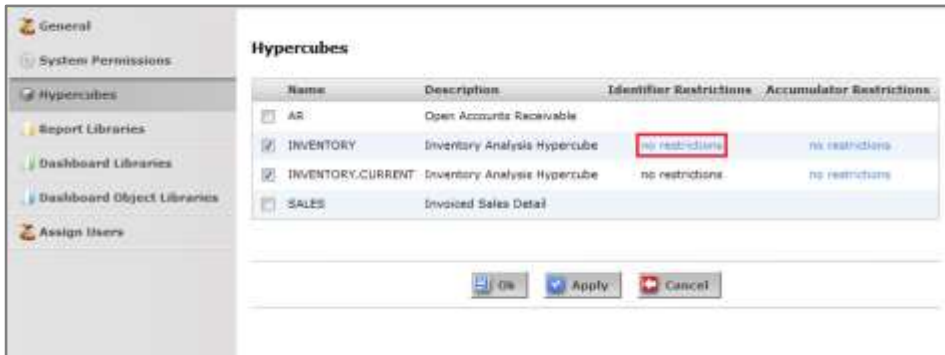 General
System Permissions
Hypercubes
Report Libraries
Dashboard Libraries
Dashboard Object Libraries
Assign Users
Hypercubes
Name Description Identifier Restrictions Accumulator Restrictions
AR Open Accounts Receivable
INVENTORY Inventory Analysis Hypercube no restrictions no restrictions
INVENTORY.CURRENT Inventory Analysis Hypercube no restrictions no restrictions
SALES Invoiced Sales Detail
Ok Apply Cancel